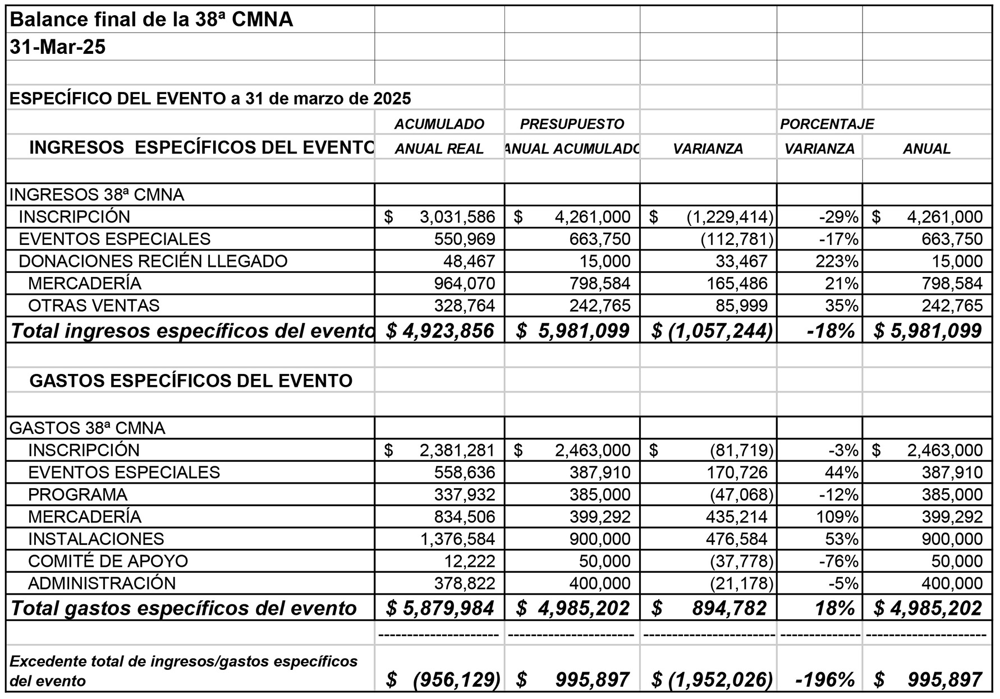 Balance final de la 38ª CMNA
31-Mar-25
ESPECÍFICO DEL EVENTO a 31 de marzo de 2025
ACUMULADO PRESUPUESTO PORCENTAJE
INGRESOS ESPECÍFICOS DEL EVENTO ANUAL REAL ANUAL ACUMULADO VARIANZA VARIANZA ANUAL
INGRESOS 38ª CMNA
INSCRIPCIÓN $ 3,031,586 $ 4,261,000 $ (1,229,414) -29% $ 4,261,000
EVENTOS ESPECIALES 550,969 663,750 (112,781) -17% 663,750
DONACIONES RECIÉN LLEGADO 48,467 15,000 33,467 223% 15,000
MERCADERÍA 964,070 798,584 165,486 21% 798,584
OTRAS VENTAS 328,764 242,765 85,999 35% 242,765
Total ingresos específicos del evento $ 4,923,856 $ 5,981,099 $ (1,057,244) -18% $ 5,981,099
GASTOS ESPECÍFICOS DEL EVENTO
GASTOS 38ª CMNA
INSCRIPCIÓN $ 2,381,281 $ 2,463,000 $ (81,719) -3% $ 2,463,000
EVENTOS ESPECIALES 558,636 387,910 170,726 44% 387,910
PROGRAMA 337,932 385,000 (47,068) -12% 385,000
MERCADERÍA 834,506 399,292 435,214 109% 399,292
INSTALACIONES 1,376,584 900,000 476,584 53% 900,000
COMITÉ DE APOYO 12,222 50,000 (37,778) -76% 50,000
ADMINISTRACIÓN 378,822 400,000 (21,178) -5% 400,000
Total gastos específicos del evento $ 5,879,984 $ 4,985,202 $ 894,782 18% $ 4,985,202
--------------------- ---------------------- ----------------------- -------------- ---------------------
Excedente total de ingresos/gastos específicos
del evento $ (956,129) $ 995,897 $ (1,952,026) -196% $ 995,897